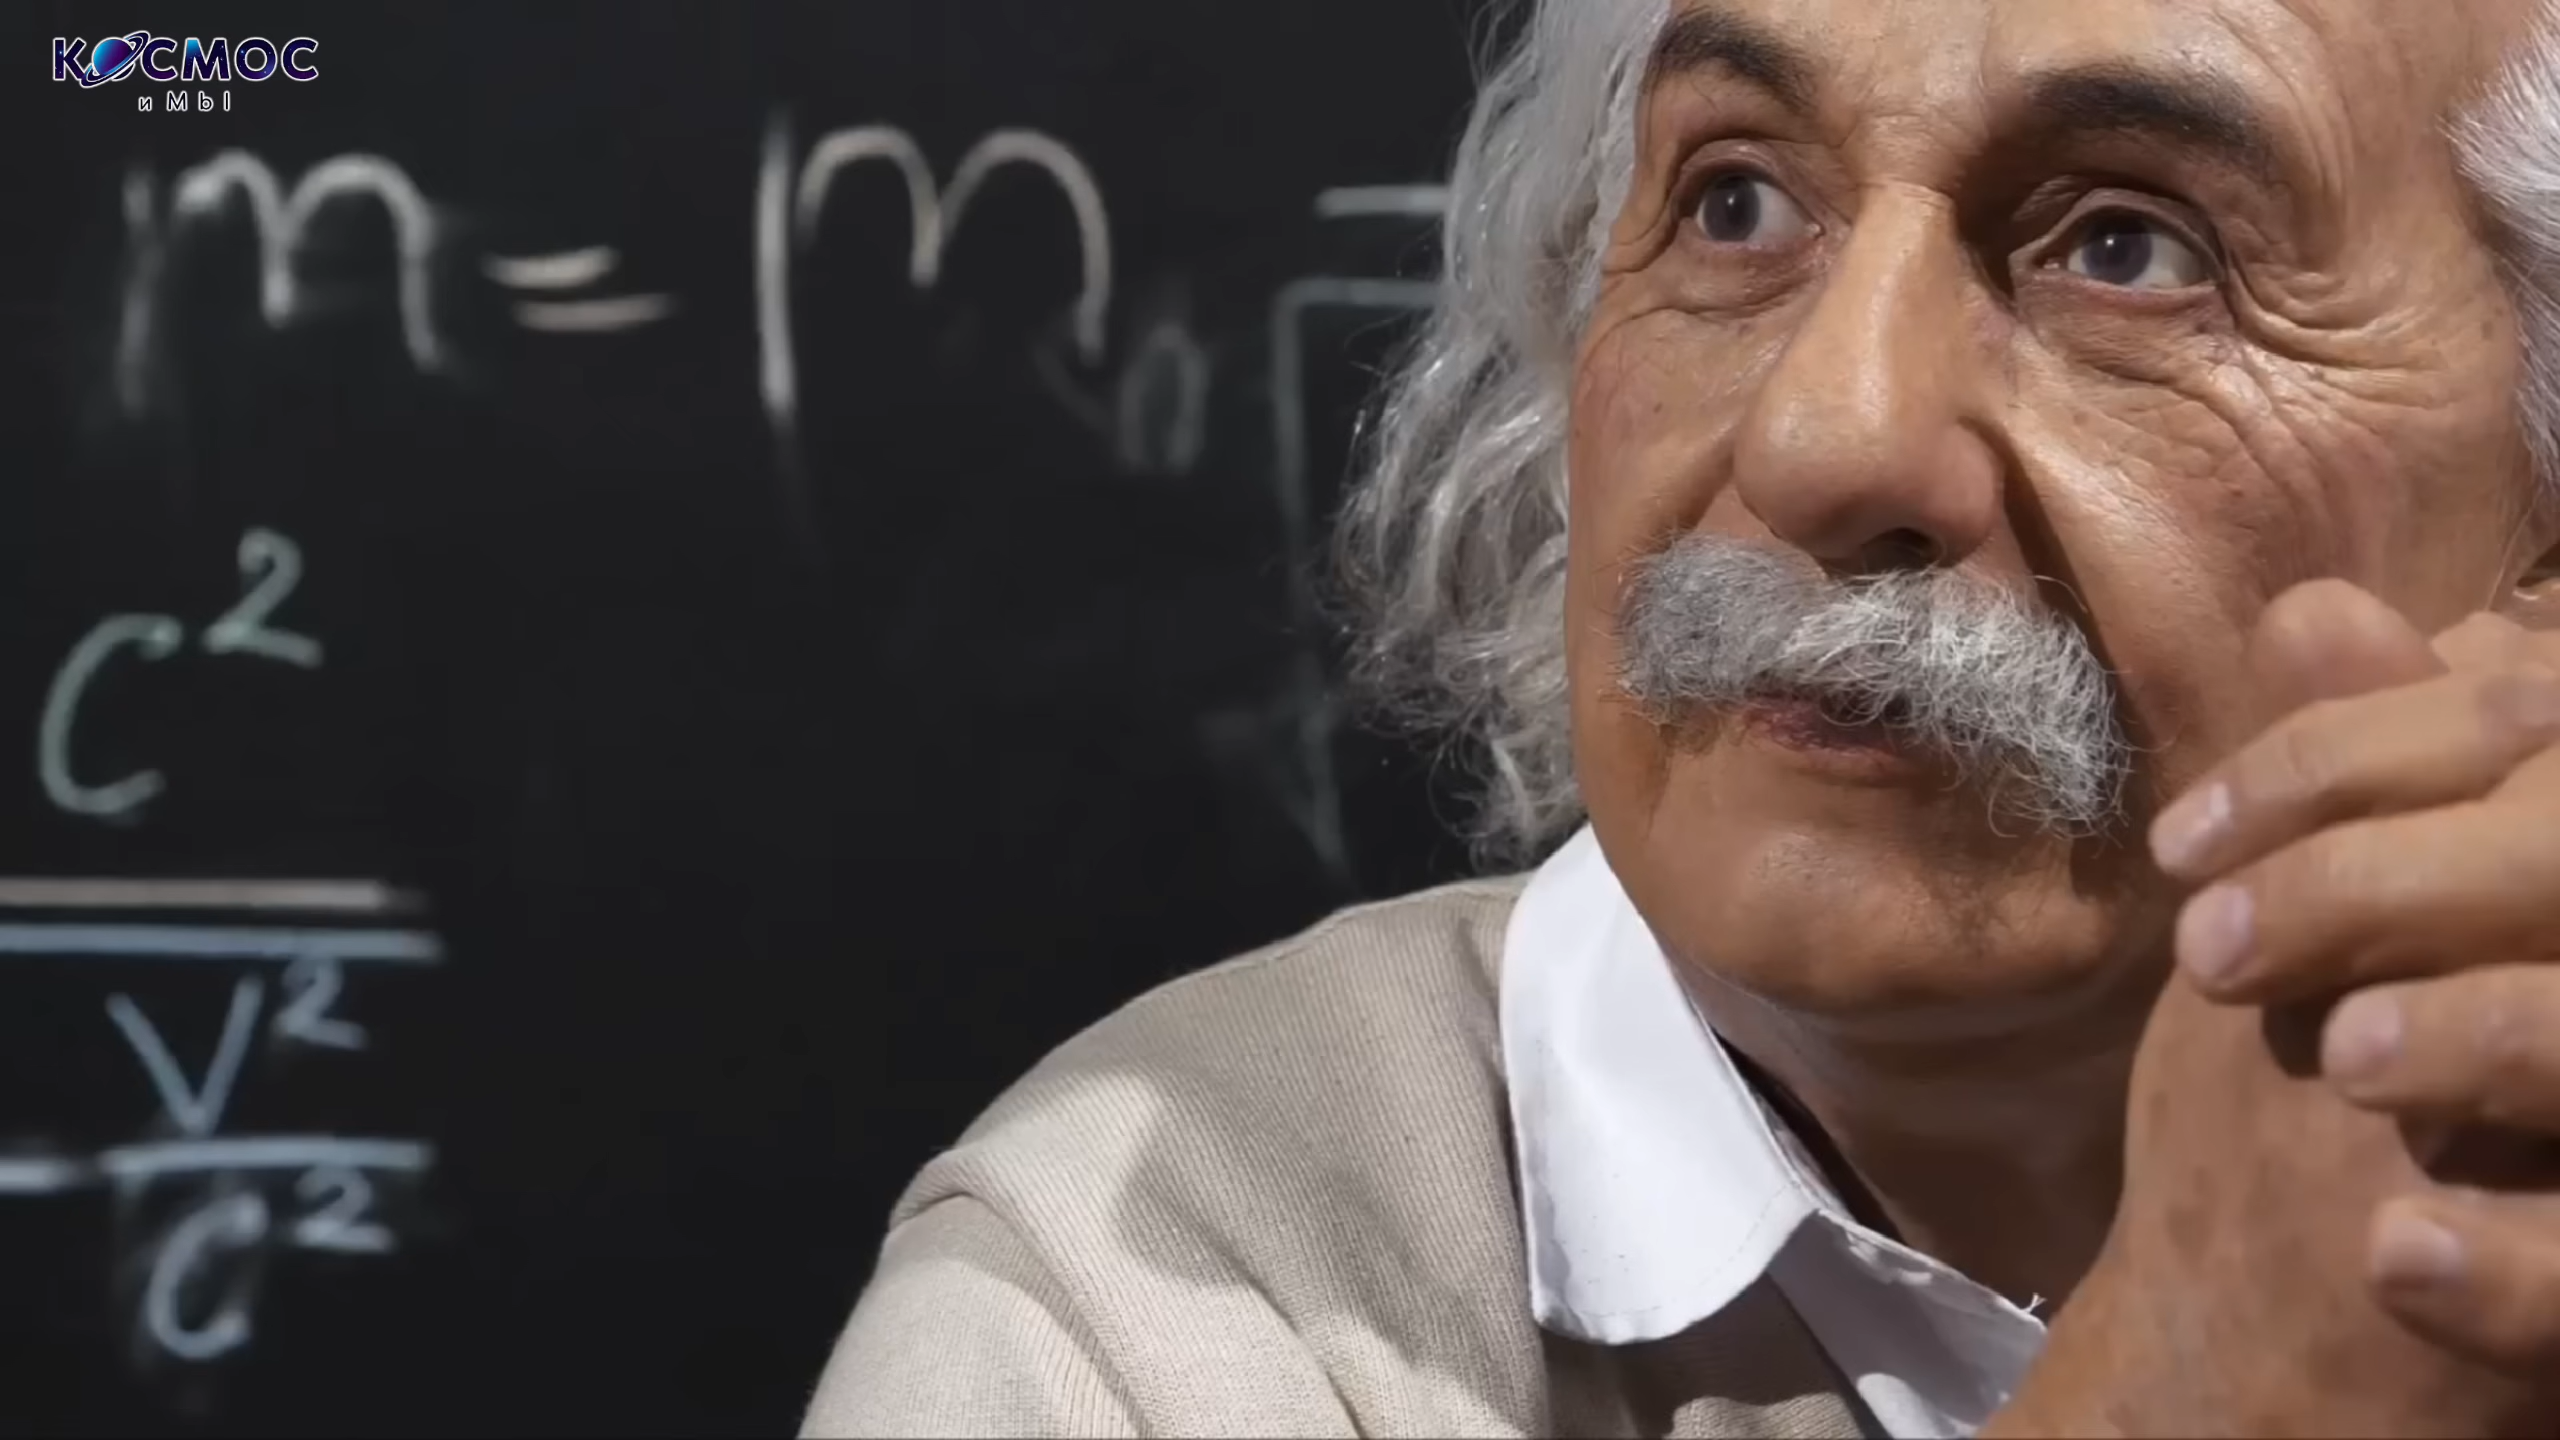 КОСМОС
и МЫ
m = m₀
c²
v²
c²